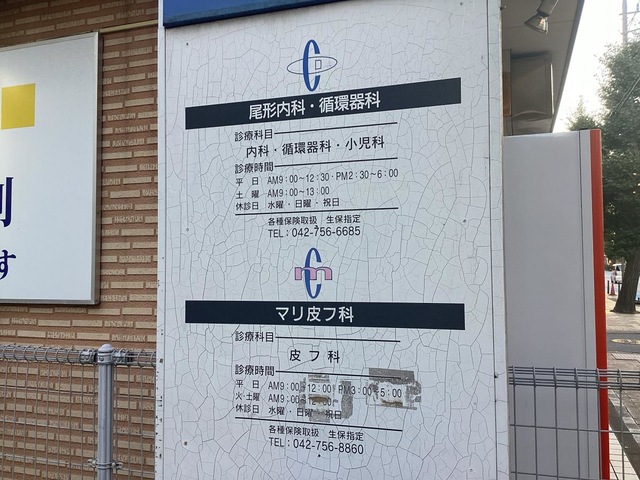 尾形内科・循環器科
診療科目
内科・循環器科・小児科
診療時間
平 日 AM9:00~12:30・PM2:30~6:00
土 曜 AM9:00~13:00
休診日 水曜・日曜・祝日
各種保険取扱 生保指定
TEL:042-756-6685
m
マリ皮フ科
診療科目
皮フ科
診療時間
平 日 AM9:00~12:00 PM3:00~5:00
火・土曜 AM9:00
休診日 水曜・日曜・祝日
各種保険取扱 生保指定
TEL:042-756-8860
す